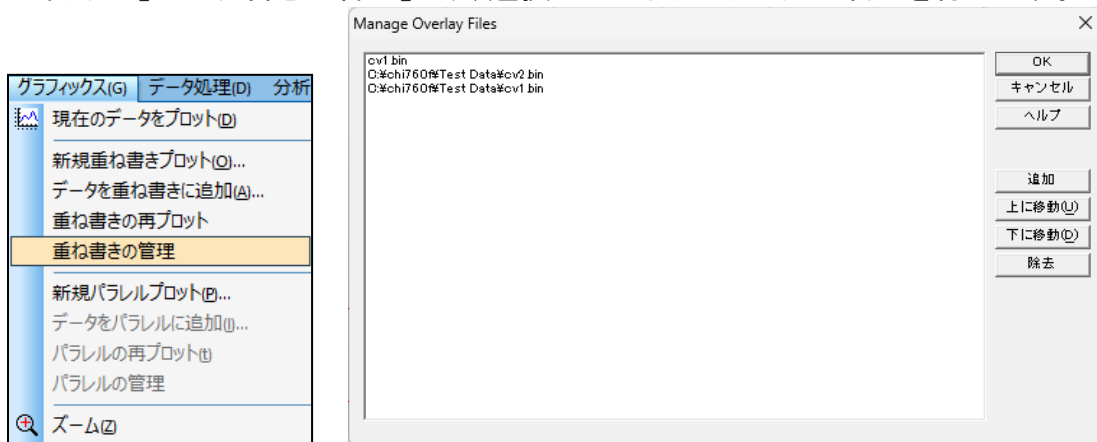 Manage Overlay Files
cv1.bin
C:¥chi760f¥Test Data¥cv2.bin
C:¥chi760f¥Test Data¥cv1.bin
OK
キャンセル
ヘルプ
追加
上に移動(U)
下に移動(D)
除去
グラフィックス(G) データ処理(D) 分析
現在のデータをプロット(D)
新規重ね書きプロット(O)...
データを重ね書きに追加(A)...
重ね書きの再プロット
重ね書きの管理
新規パラレルプロット(P)...
データをパラレルに追加(I)...
パラレルの再プロット(t)
パラレルの管理
ズーム(Z)